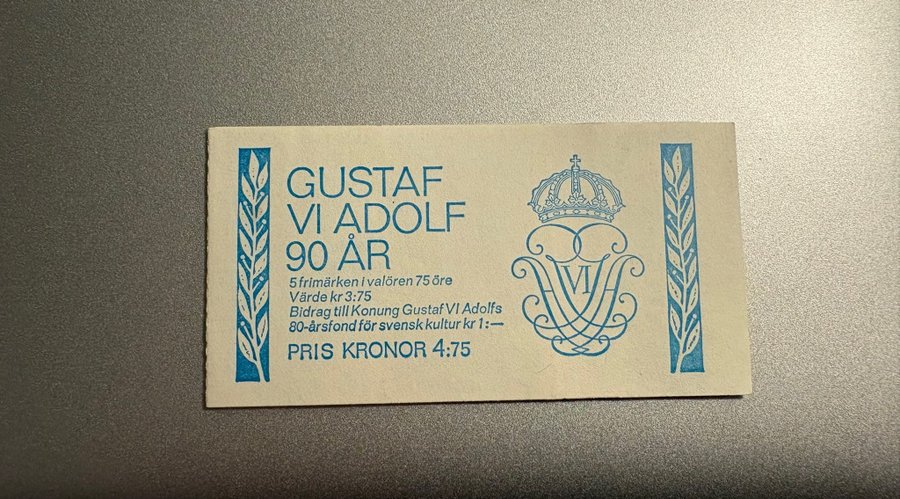 GUSTAF
VI ADOLF
90 ÅR
5 frimärken i valören 75 öre
Värde kr 3:75
Bidrag till Konung Gustaf VI Adolfs
80-årsfond för svensk kultur kr 1:—
PRIS KRONOR 4:75
VI